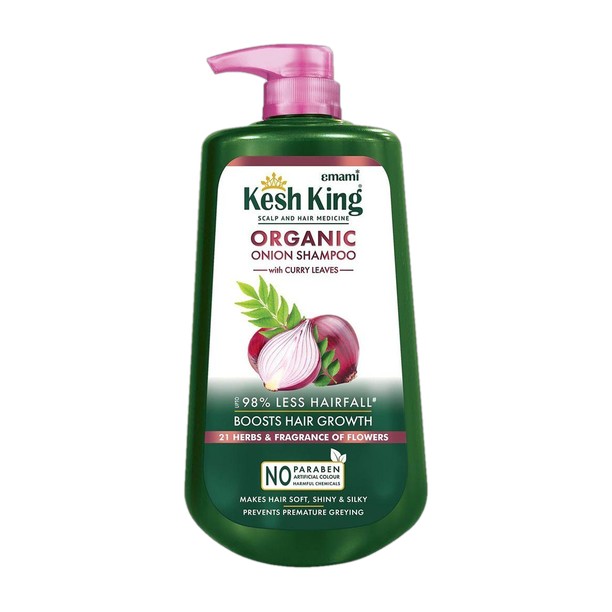 emami®
Kesh King®
SCALP AND HAIR MEDICINE
ORGANIC
ONION SHAMPOO
with CURRY LEAVES
UPTO 98% LESS HAIRFALL#
BOOSTS HAIR GROWTH
21 HERBS & FRAGRANCE OF FLOWERS
NO PARABEN
ARTIFICIAL COLOUR
HARMFUL CHEMICALS
MAKES HAIR SOFT, SHINY & SILKY
PREVENTS PREMATURE GREYING